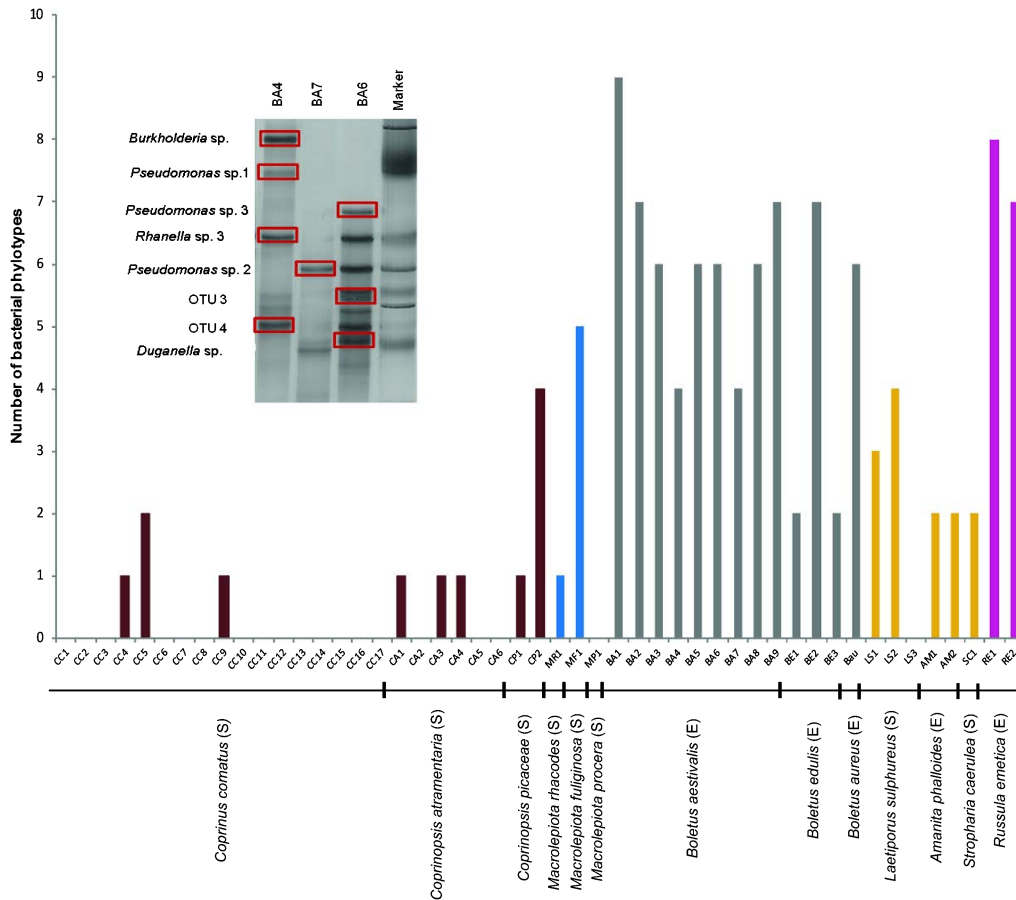 Number of bacterial phylotypes
10
9
8
7
6
5
4
3
2
1
0
BA4 BA7 BA6 Marker
Burkholderia sp.
Pseudomonas sp.1
Pseudomonas sp. 3
Rhanella sp. 3
Pseudomonas sp. 2
OTU 3
OTU 4
Duganella sp.
CC1 CC2 CC3 CC4 CC5 CC6 CC7 CC8 CC9 CC10 CC11 CC12 CC13 CC14 CC15 CC16 CC17 CA1 CA2 CA3 CA4 CA5 CA6 CP1 CP2 MR1 MF1 MP1 BA1 BA2 BA3 BA4 BA5 BA6 BA7 BA8 BA9 BE1 BE2 BE3 Bau LS1 LS2 LS3 AM1 AM2 SC1 RE1 RE2
Coprinus comatus (S)
Coprinopsis atramentaria (S)
Coprinopsis picaceae (S)
Macrolepiota rhacodes (S)
Macrolepiota fuliginosa (S)
Macrolepiota procera (S)
Boletus aestivalis (E)
Boletus edulis (E)
Boletus aureus (E)
Laetiporus sulphureus (S)
Amanita phalloides (E)
Stropharia caerulea (S)
Russula emetica (E)